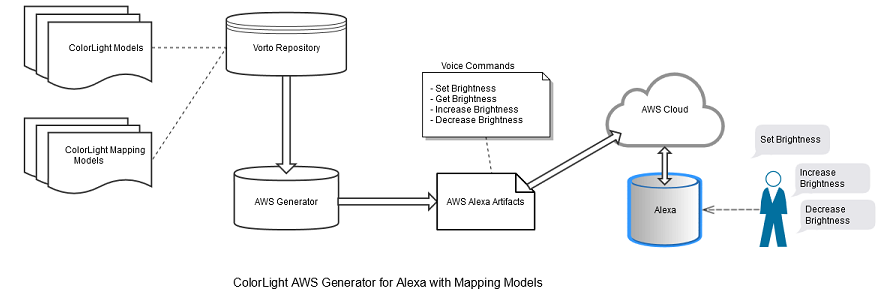 ColorLight Models
Vorto Repository
Voice Commands
- Set Brightness
- Get Brightness
- Increase Brightness
- Decrease Brightness
AWS Cloud
Set Brightness
ColorLight Mapping
Models
Increase
Brightness
AWS Generator
AWS Alexa Artifacts
Alexa
Decrease
Brightness
ColorLight AWS Generator for Alexa with Mapping Models